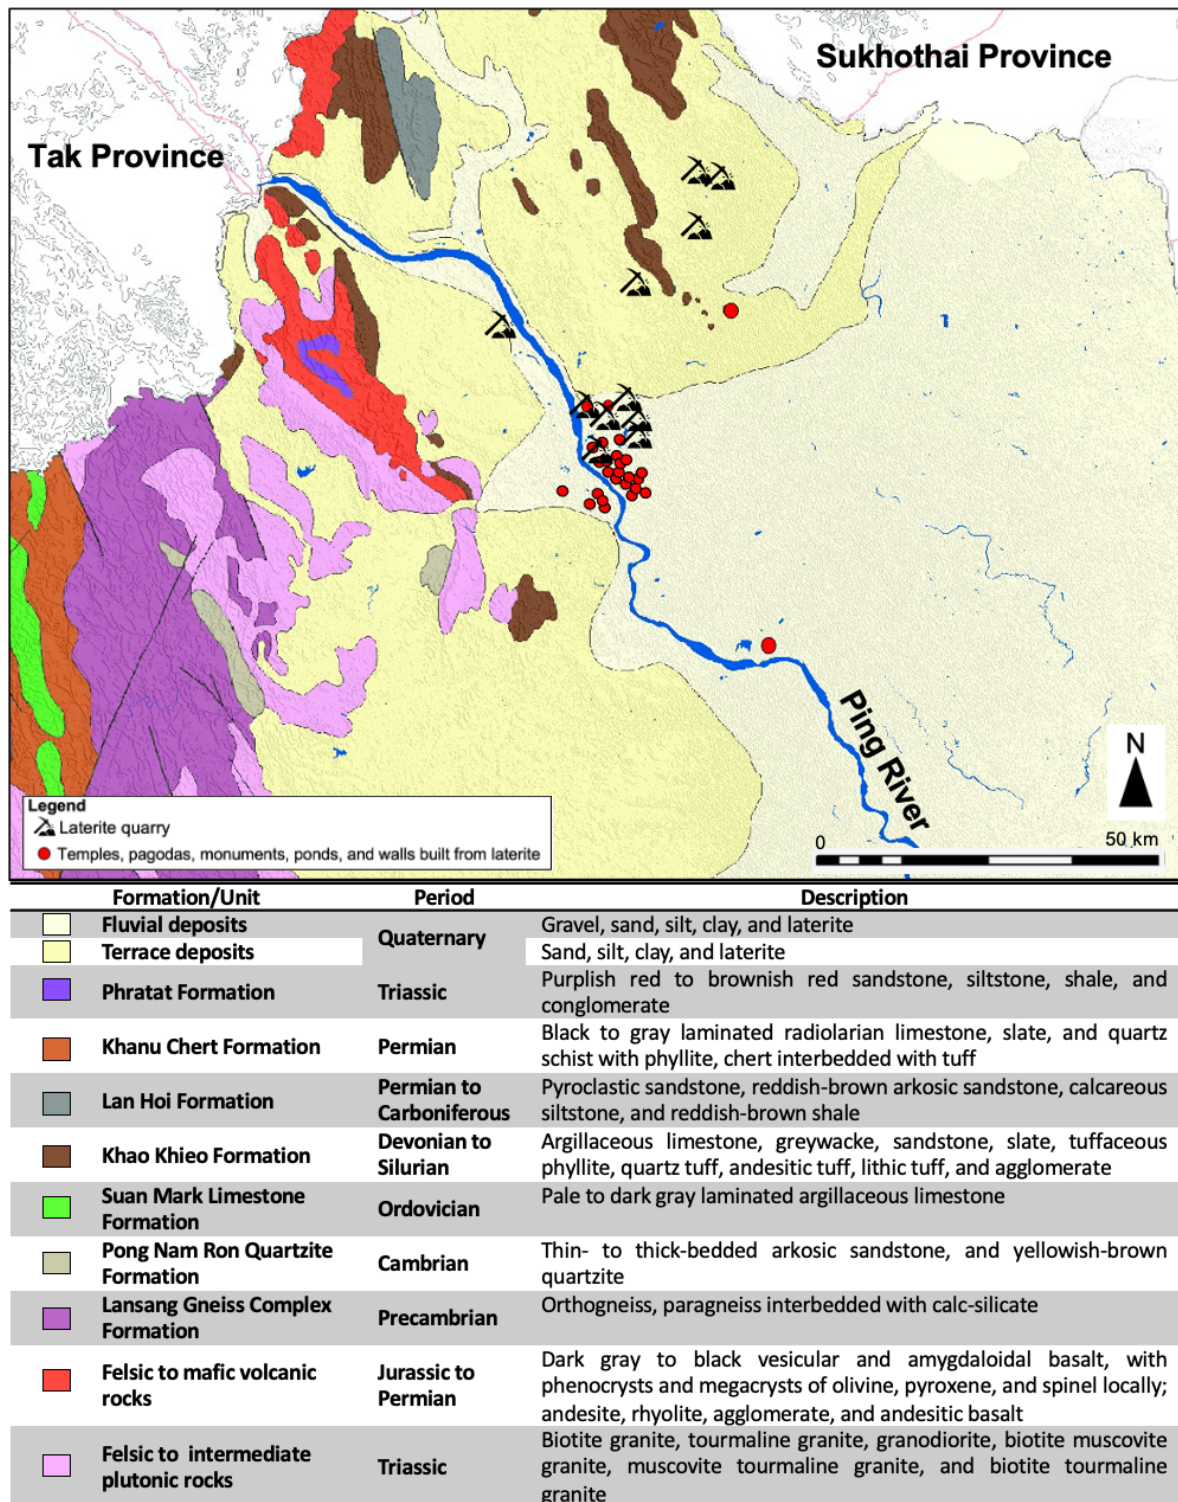 Sukhothai Province
Tak Province
Ping River
N
0 50 km
Legend
Laterite quarry
Temples, pagodas, monuments, ponds, and walls built from laterite
Formation/Unit Period Description
Fluvial deposits Quaternary Gravel, sand, silt, clay, and laterite
Terrace deposits Sand, silt, clay, and laterite
Phratat Formation Triassic Purplish red to brownish red sandstone, siltstone, shale, and
conglomerate
Khanu Chert Formation Permian Black to gray laminated radiolarian limestone, slate, and quartz
schist with phyllite, chert interbedded with tuff
Lan Hoi Formation Permian to
Carboniferous Pyroclastic sandstone, reddish-brown arkosic sandstone, calcareous
siltstone, and reddish-brown shale
Khao Khieo Formation Devonian to
Silurian Argillaceous limestone, greywacke, sandstone, slate, tuffaceous
phyllite, quartz tuff, andesitic tuff, lithic tuff, and agglomerate
Suan Mark Limestone
Formation Ordovician Pale to dark gray laminated argillaceous limestone
Pong Nam Ron Quartzite
Formation Cambrian Thin- to thick-bedded arkosic sandstone, and yellowish-brown
quartzite
Lansang Gneiss Complex
Formation Precambrian Orthogneiss, paragneiss interbedded with calc-silicate
Felsic to mafic volcanic
rocks Jurassic to
Permian Dark gray to black vesicular and amygdaloidal basalt, with
phenocrysts and megacrysts of olivine, pyroxene, and spinel locally;
andesite, rhyolite, agglomerate, and andesitic basalt
Felsic to intermediate
plutonic rocks Triassic Biotite granite, tourmaline granite, granodiorite, biotite muscovite
granite, muscovite tourmaline granite, and biotite tourmaline
granite